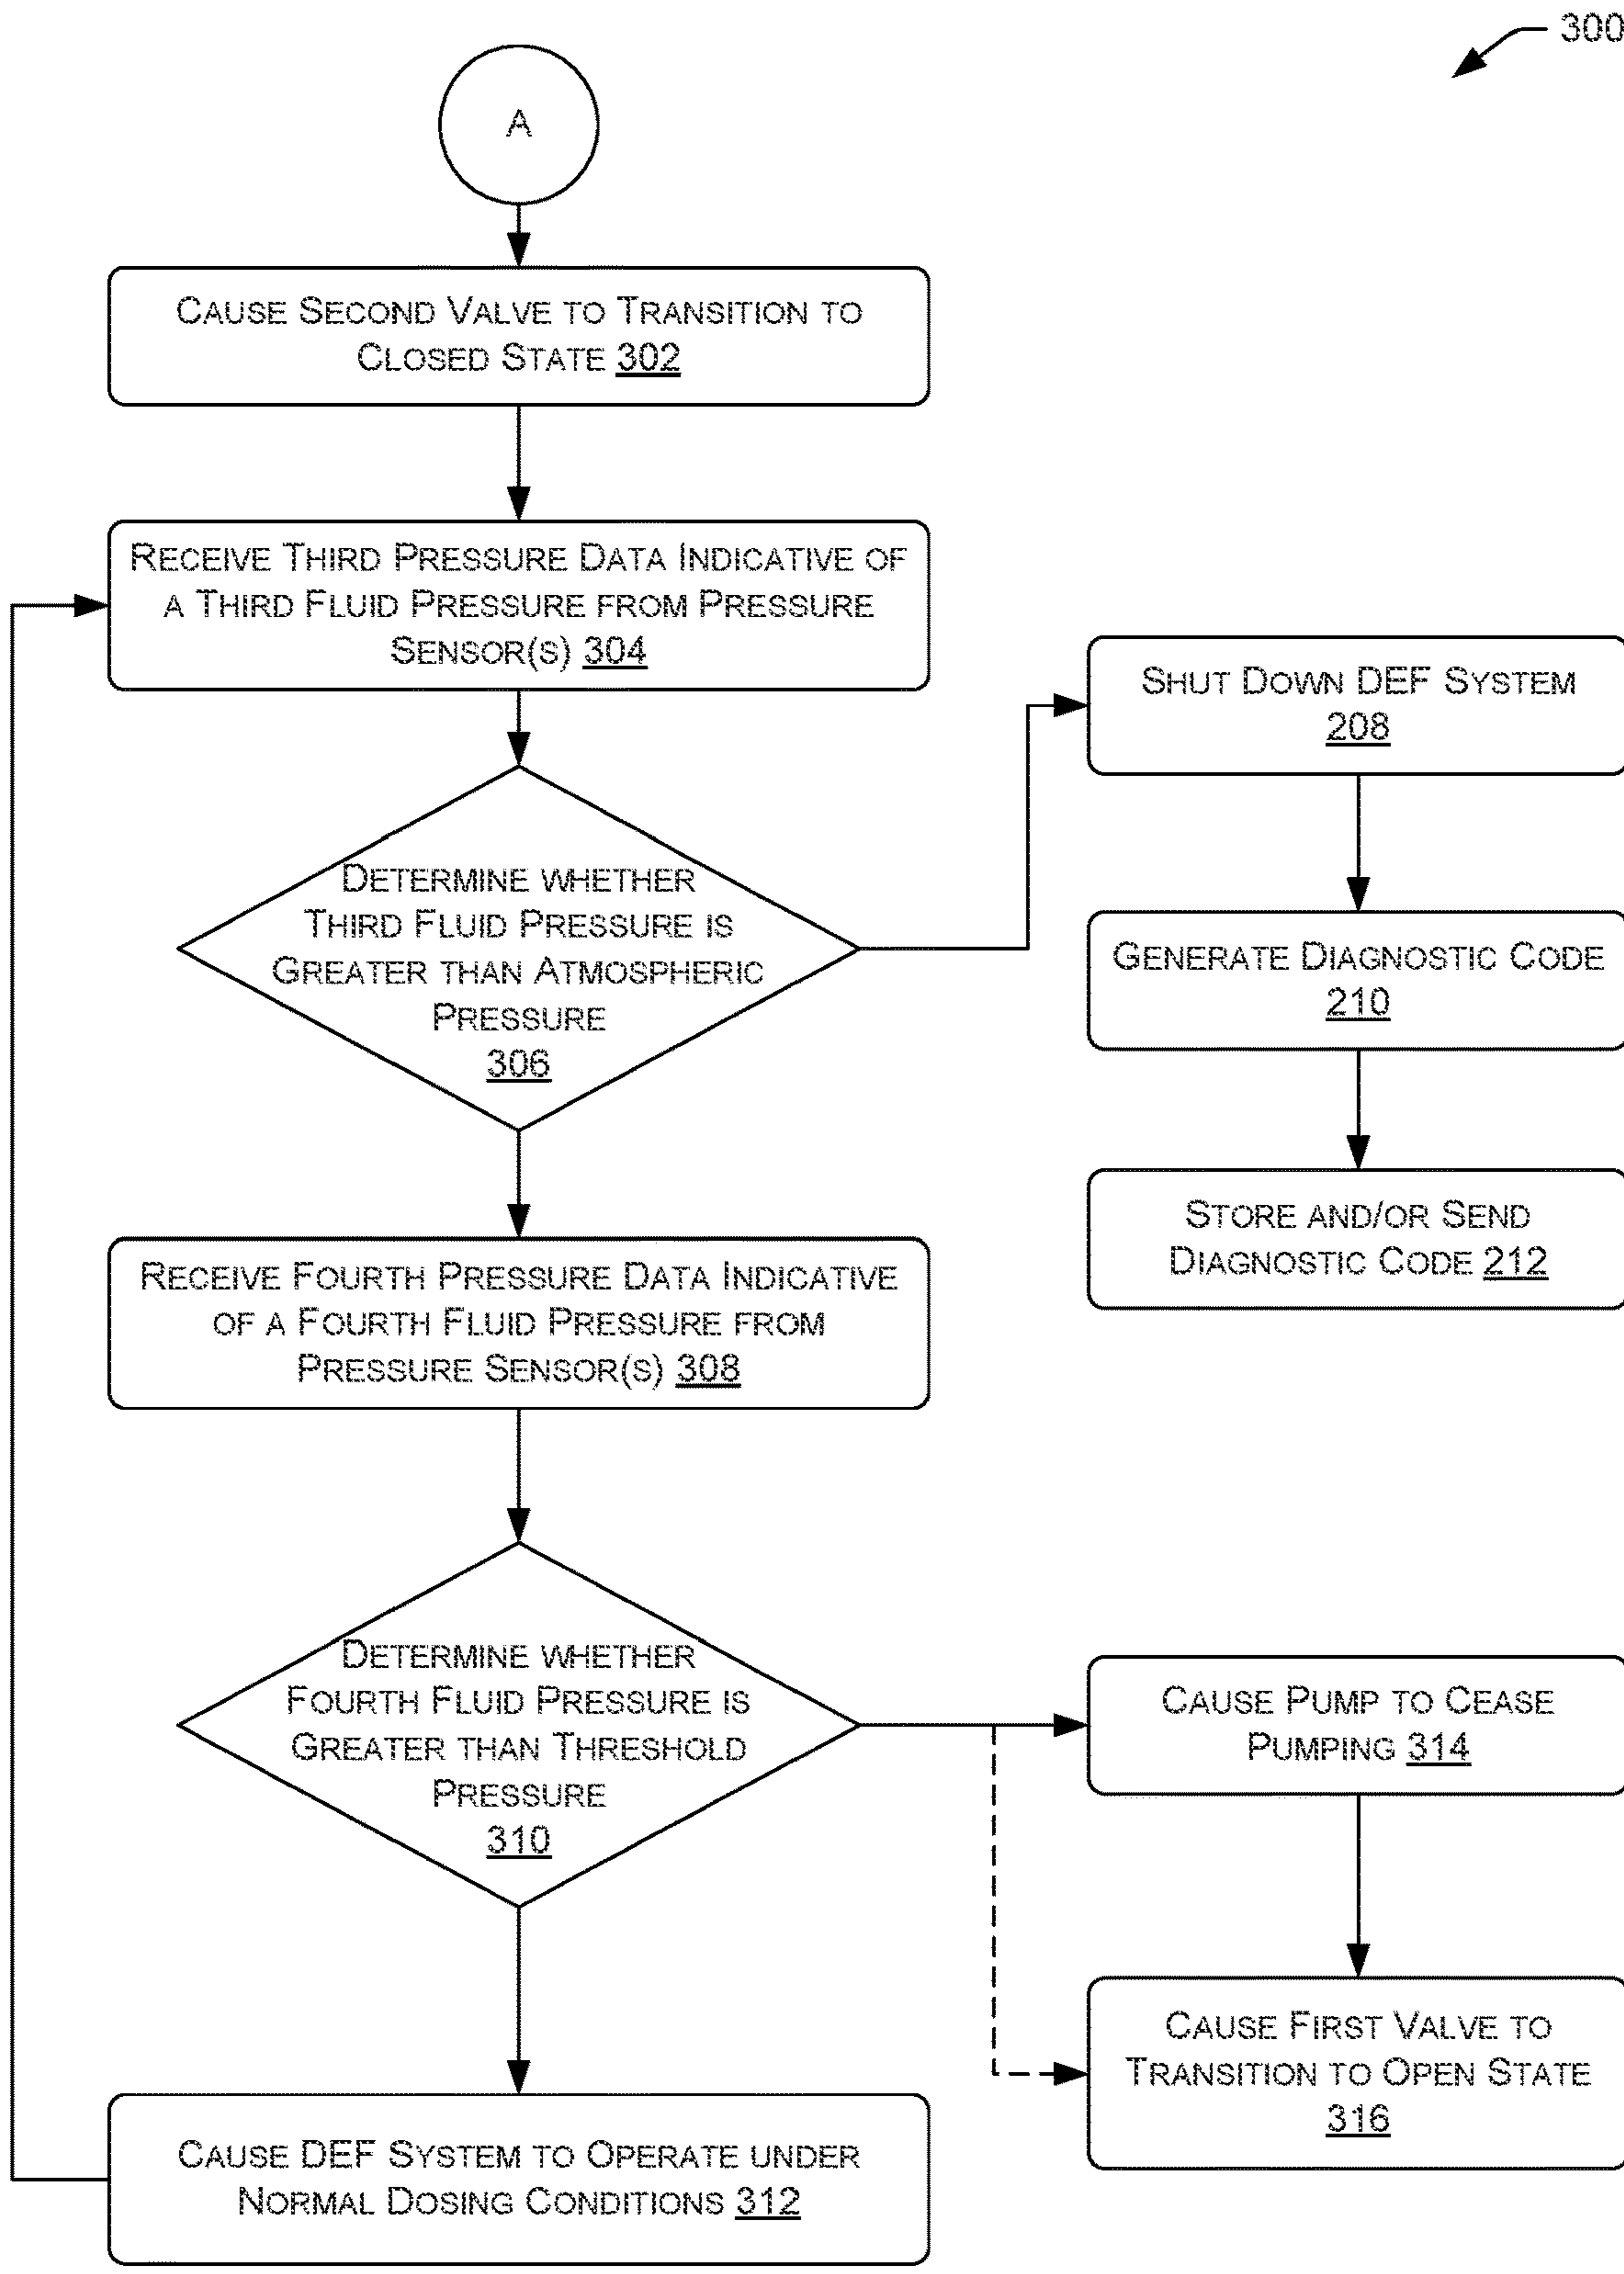 300
A
CAUSE SECOND VALVE TO TRANSITION TO
CLOSED STATE 302
RECEIVE THIRD PRESSURE DATA INDICATIVE OF
A THIRD FLUID PRESSURE FROM PRESSURE
SENSOR(S) 304
DETERMINE WHETHER
THIRD FLUID PRESSURE IS
GREATER THAN ATMOSPHERIC
PRESSURE
306
SHUT DOWN DEF SYSTEM
208
GENERATE DIAGNOSTIC CODE
210
STORE AND/OR SEND
DIAGNOSTIC CODE 212
RECEIVE FOURTH PRESSURE DATA INDICATIVE
OF A FOURTH FLUID PRESSURE FROM
PRESSURE SENSOR(S) 308
DETERMINE WHETHER
FOURTH FLUID PRESSURE IS
GREATER THAN THRESHOLD
PRESSURE
310
CAUSE PUMP TO CEASE
PUMPING 314
CAUSE FIRST VALVE TO
TRANSITION TO OPEN STATE
316
CAUSE DEF SYSTEM TO OPERATE UNDER
NORMAL DOSING CONDITIONS 312